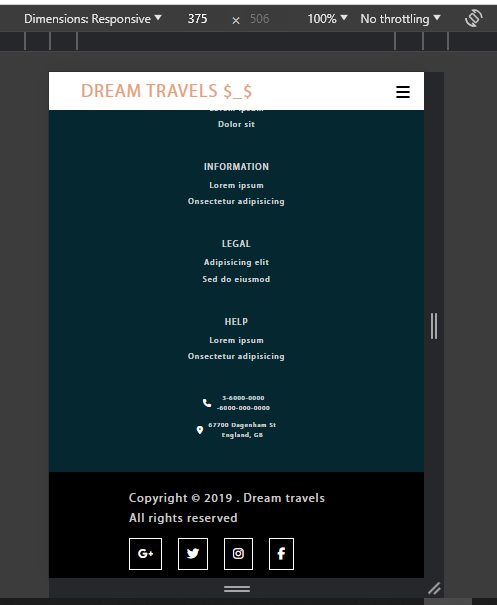 Dimensions: Responsive 375 × 506 100% No throttling
DREAM TRAVELS $_$
Lorem ipsum
Dolor sit
INFORMATION
Lorem ipsum
Onsectetur adipisicing
LEGAL
Adipisicing elit
Sed do eiusmod
HELP
Lorem ipsum
Onsectetur adipisicing
3-6000-0000
-6000-000-0000
67700 Dagenham St
England, GB
Copyright © 2019 . Dream travels
All rights reserved
G+